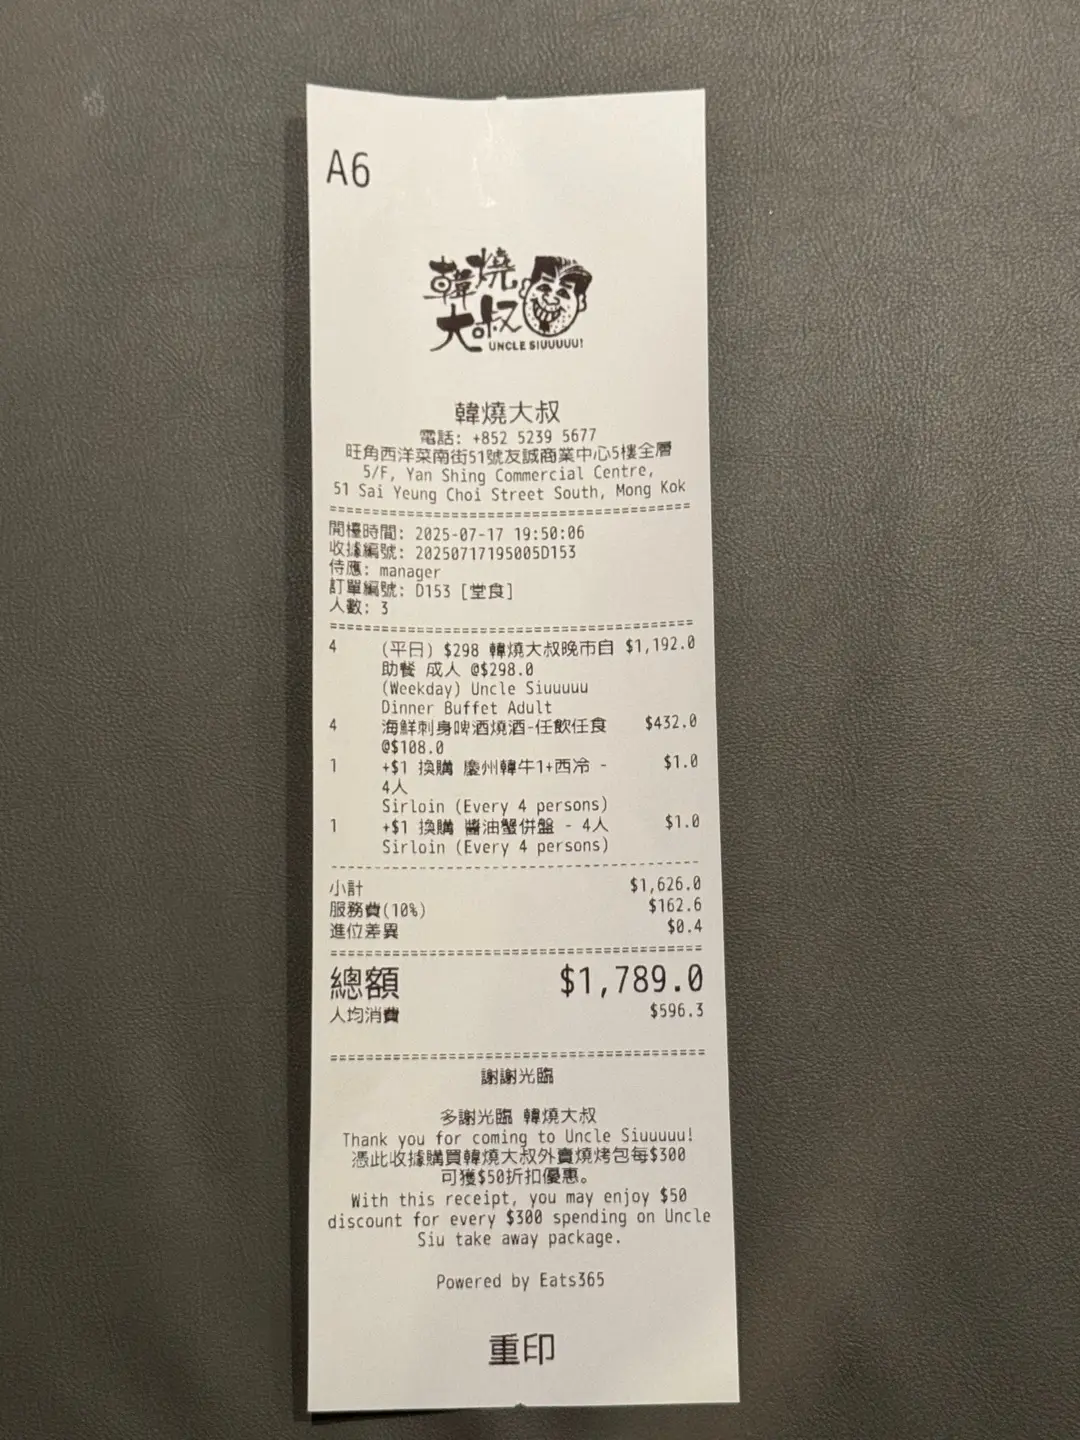 A6
韓燒
大叔
UNCLE SIUUUUU!
韓燒大叔
電話: +852 5239 5677
旺角西洋菜南街51號友誠商業中心5樓全層
5/F, Yan Shing Commercial Centre,
51 Sai Yeung Choi Street South, Mong Kok
開檯時間: 2025-07-17 19:50:06
收據編號: 20250717195005D153
侍應: manager
訂單編號: D153 [堂食]
人數: 3
4 (平日) $298 韓燒大叔晚市自 $1,192.0
助餐 成人 @$298.0
(Weekday) Uncle Siuuuuu
Dinner Buffet Adult
4 海鮮刺身啤酒燒酒-任飲任食 $432.0
@$108.0
1 +$1 換購 慶州韓牛1+西冷 - $1.0
4人
Sirloin (Every 4 persons)
1 +$1 換購 醬油蟹併盤 - 4人 $1.0
Sirloin (Every 4 persons)
小計 $1,626.0
服務費(10%) $162.6
進位差異 $0.4
總額 $1,789.0
人均消費 $596.3
謝謝光臨
多謝光臨 韓燒大叔
Thank you for coming to Uncle Siuuuuu!
憑此收據購買韓燒大叔外賣燒烤包每$300
可獲$50折扣優惠。
With this receipt, you may enjoy $50
discount for every $300 spending on Uncle
Siu take away package.
Powered by Eats365
重印